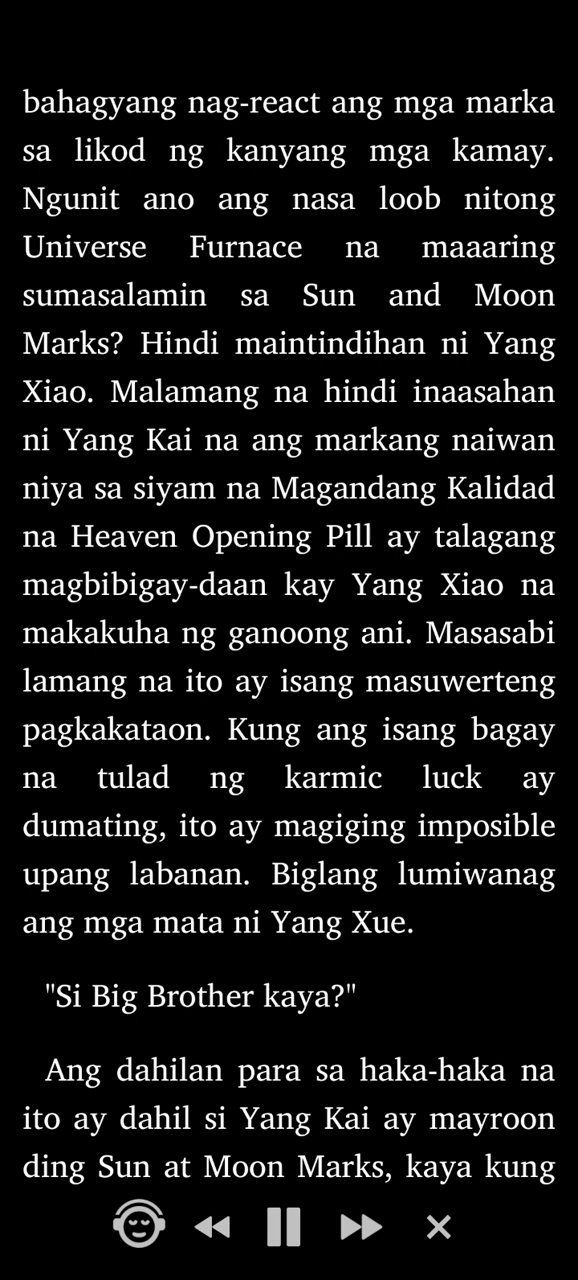 bahagyang nag-react ang mga marka
sa likod ng kanyang mga kamay.
Ngunit ano ang nasa loob nitong
Universe Furnace na maaaring
sumasalamin sa Sun and Moon
Marks? Hindi maintindihan ni Yang
Xiao. Malamang na hindi inaasahan
ni Yang Kai na ang markang naiwan
niya sa siyam na Magandang Kalidad
na Heaven Opening Pill ay talagang
magbibigay-daan kay Yang Xiao na
makakuha ng ganoong ani. Masasabi
lamang na ito ay isang masuwerteng
pagkakataon. Kung ang isang bagay
na tulad ng karmic luck ay
dumating, ito ay magiging imposible
upang labanan. Biglang lumiwanag
ang mga mata ni Yang Xue.
"Si Big Brother kaya?"
Ang dahilan para sa haka-haka na
ito ay dahil si Yang Kai ay mayroon
ding Sun at Moon Marks, kaya kung